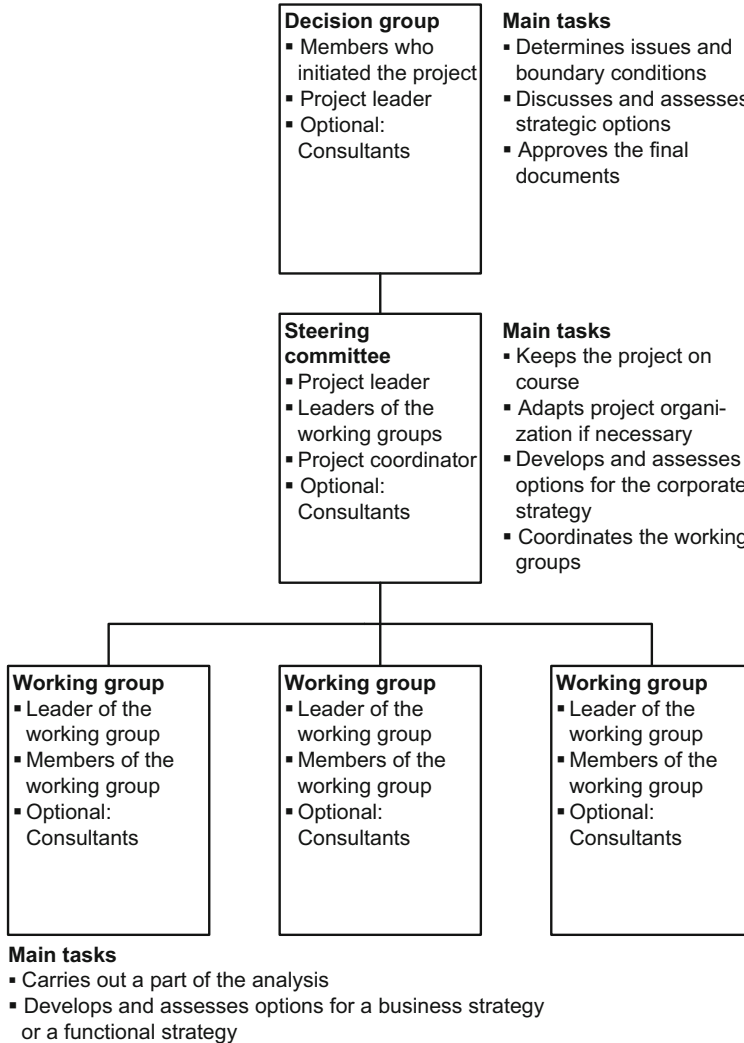 Decision group
▪ Members who
initiated the project
▪ Project leader
▪ Optional:
Consultants
Main tasks
▪ Determines issues and
boundary conditions
▪ Discusses and assesses
strategic options
▪ Approves the final
documents
Steering
committee
▪ Project leader
▪ Leaders of the
working groups
▪ Project coordinator
▪ Optional:
Consultants
Main tasks
▪ Keeps the project on
course
▪ Adapts project organi-
zation if necessary
▪ Develops and assesses
options for the corporate
strategy
▪ Coordinates the working
groups
Working group
▪ Leader of the
working group
▪ Members of the
working group
▪ Optional:
Consultants
Working group
▪ Leader of the
working group
▪ Members of the
working group
▪ Optional:
Consultants
Working group
▪ Leader of the
working group
▪ Members of the
working group
▪ Optional:
Consultants
Main tasks
▪ Carries out a part of the analysis
▪ Develops and assesses options for a business strategy
or a functional strategy